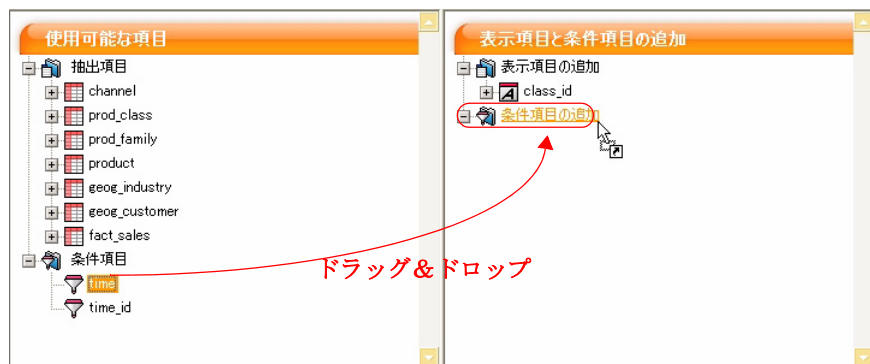 使用可能な項目
抽出項目
channel
prod_class
prod_family
product
geog_industry
geog_customer
fact_sales
条件項目
time
time_id
表示項目と条件項目の追加
表示項目の追加
class_id
条件項目の追加
ドラッグ＆ドロップ